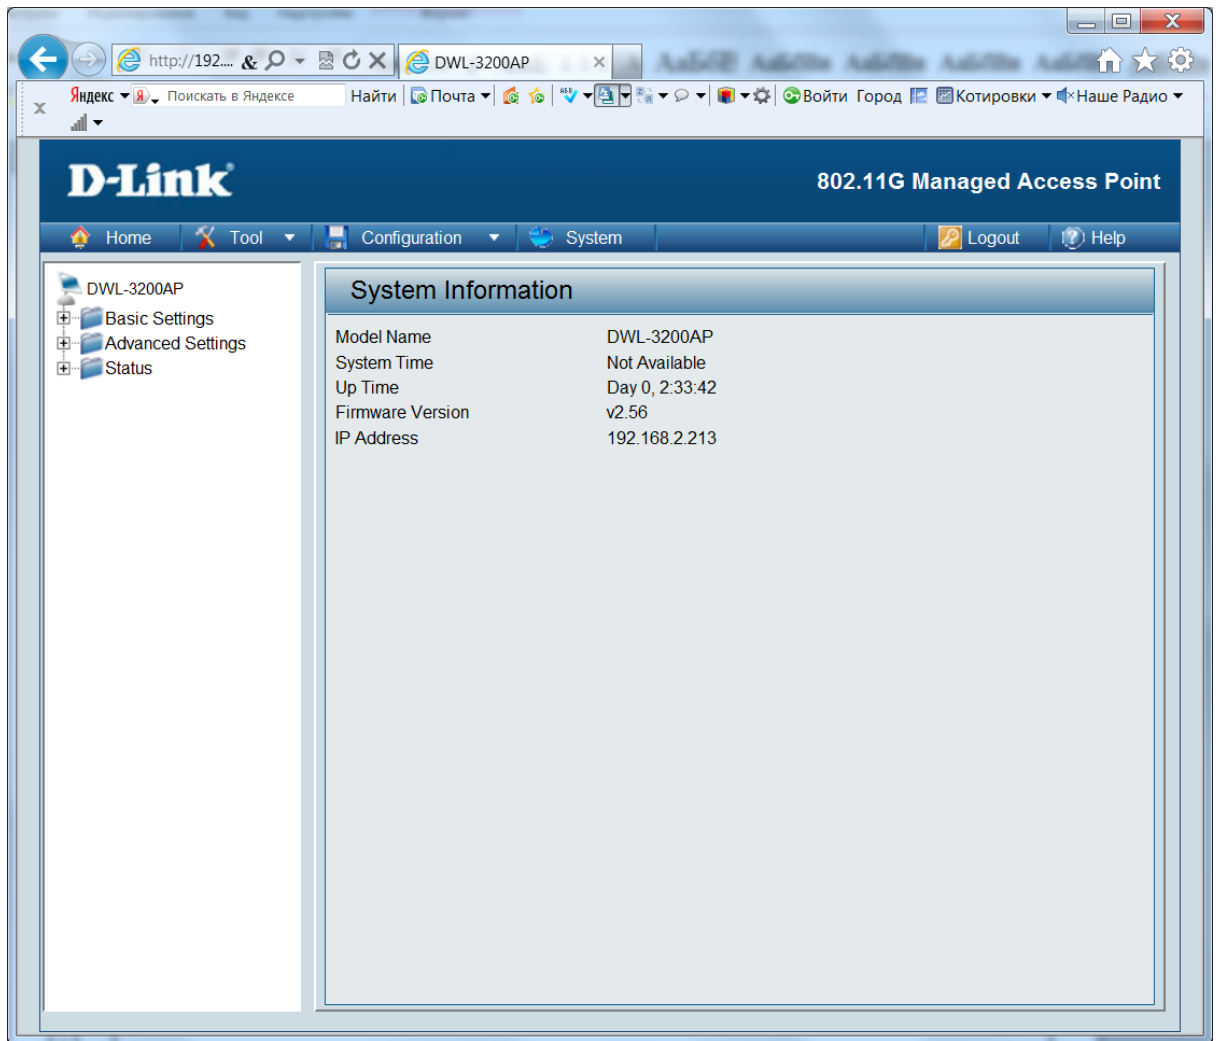 http://192.... & DWL-3200AP
Яндекс Я Поискать в Яндексе Найти Почта Войти Город Котировки Наше Радио
D-Link
802.11G Managed Access Point
Home Tool Configuration System Logout Help
DWL-3200AP
Basic Settings
Advanced Settings
Status
System Information
Model Name DWL-3200AP
System Time Not Available
Up Time Day 0, 2:33:42
Firmware Version v2.56
IP Address 192.168.2.213